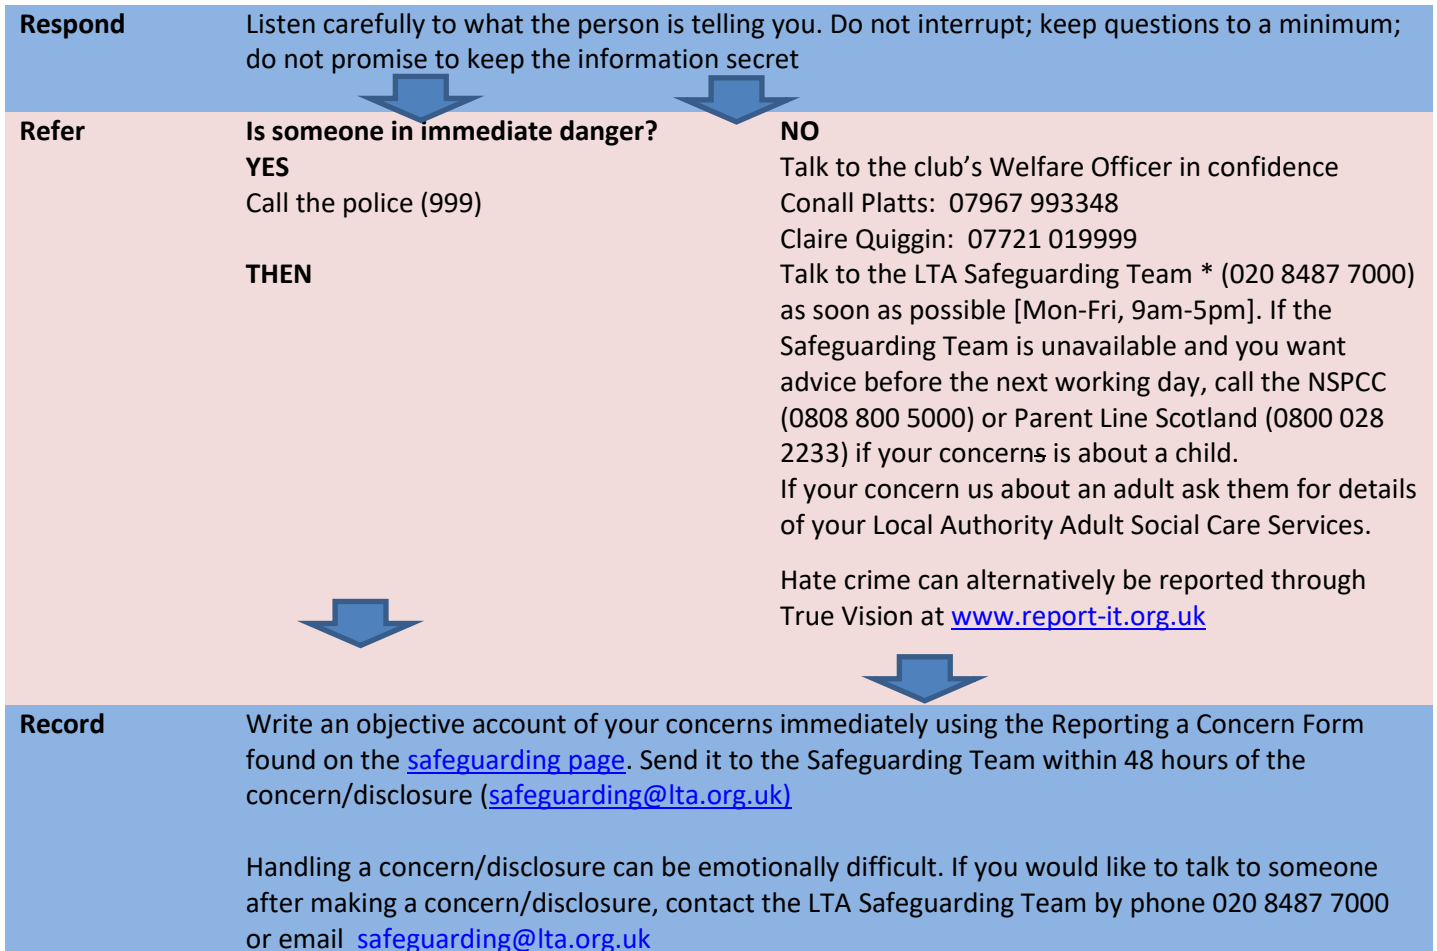 Respond
Listen carefully to what the person is telling you. Do not interrupt; keep questions to a minimum;
do not promise to keep the information secret
Refer
Is someone in immediate danger?
YES
Call the police (999)
THEN
NO
Talk to the club’s Welfare Officer in confidence
Conall Platts: 07967 993348
Claire Quiggin: 07721 019999
Talk to the LTA Safeguarding Team * (020 8487 7000)
as soon as possible [Mon-Fri, 9am-5pm]. If the
Safeguarding Team is unavailable and you want
advice before the next working day, call the NSPCC
(0808 800 5000) or Parent Line Scotland (0800 028
2233) if your concerns is about a child.
If your concern us about an adult ask them for details
of your Local Authority Adult Social Care Services.
Hate crime can alternatively be reported through
True Vision at www.report-it.org.uk
Record
Write an objective account of your concerns immediately using the Reporting a Concern Form
found on the safeguarding page. Send it to the Safeguarding Team within 48 hours of the
concern/disclosure (safeguarding@lta.org.uk)
Handling a concern/disclosure can be emotionally difficult. If you would like to talk to someone
after making a concern/disclosure, contact the LTA Safeguarding Team by phone 020 8487 7000
or email safeguarding@lta.org.uk